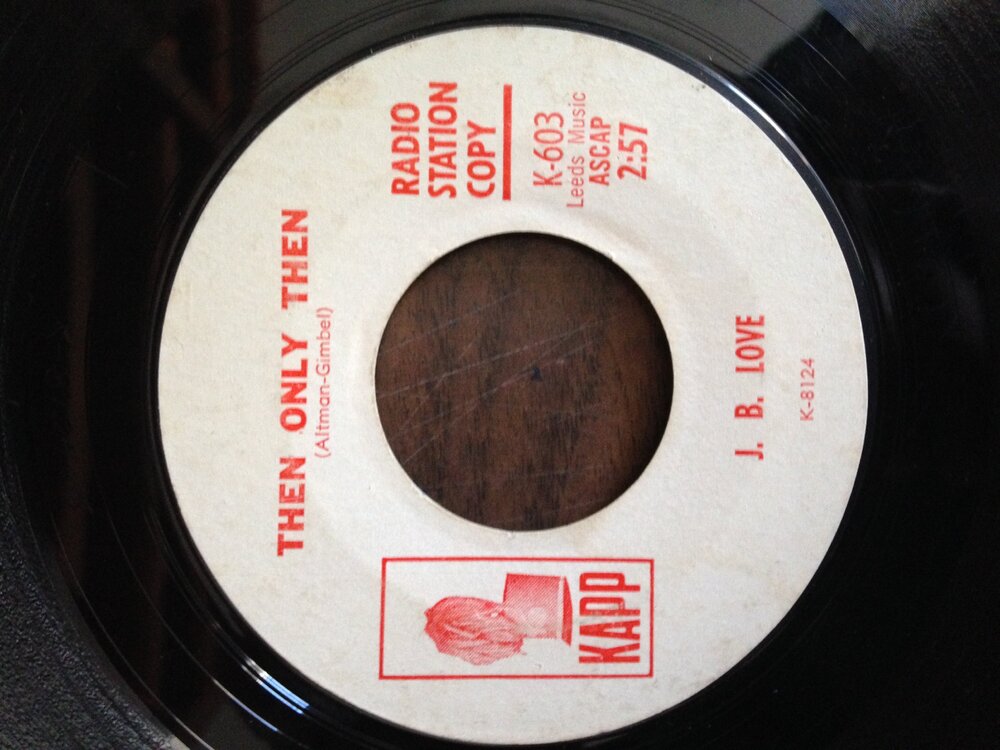 THEN ONLY THEN
(Altman-Gimbel)
RADIO
STATION
COPY
KAPP
K-603
Leeds Music
ASCAP
2:57
J. B. LOVE
K-8124